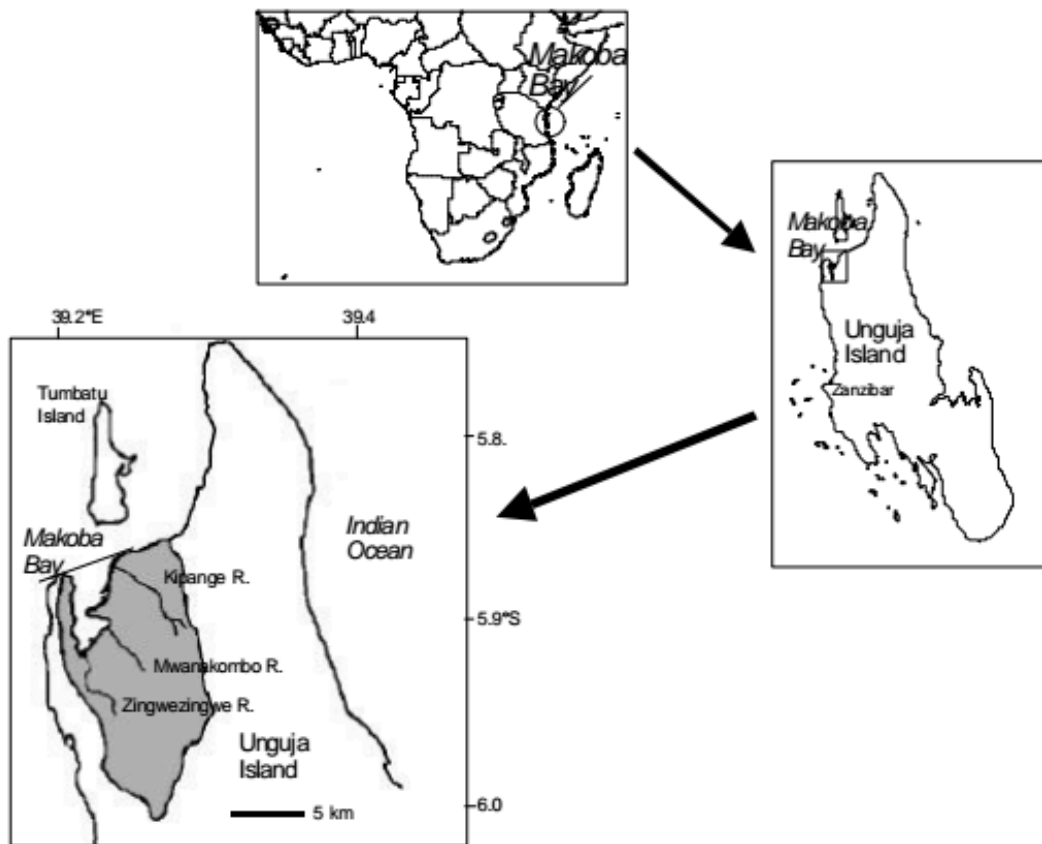 Makoba
Bay
Makoba
Bay
Unguja
Island
Zanzibar
39.2°E
39.4
Tumbatu
Island
5.8.
Makoba
Bay
Indian
Ocean
Kipange R.
5.9°S
Mwanakombo R.
Zingwezingwe R.
Unguja
Island
5 km
6.0